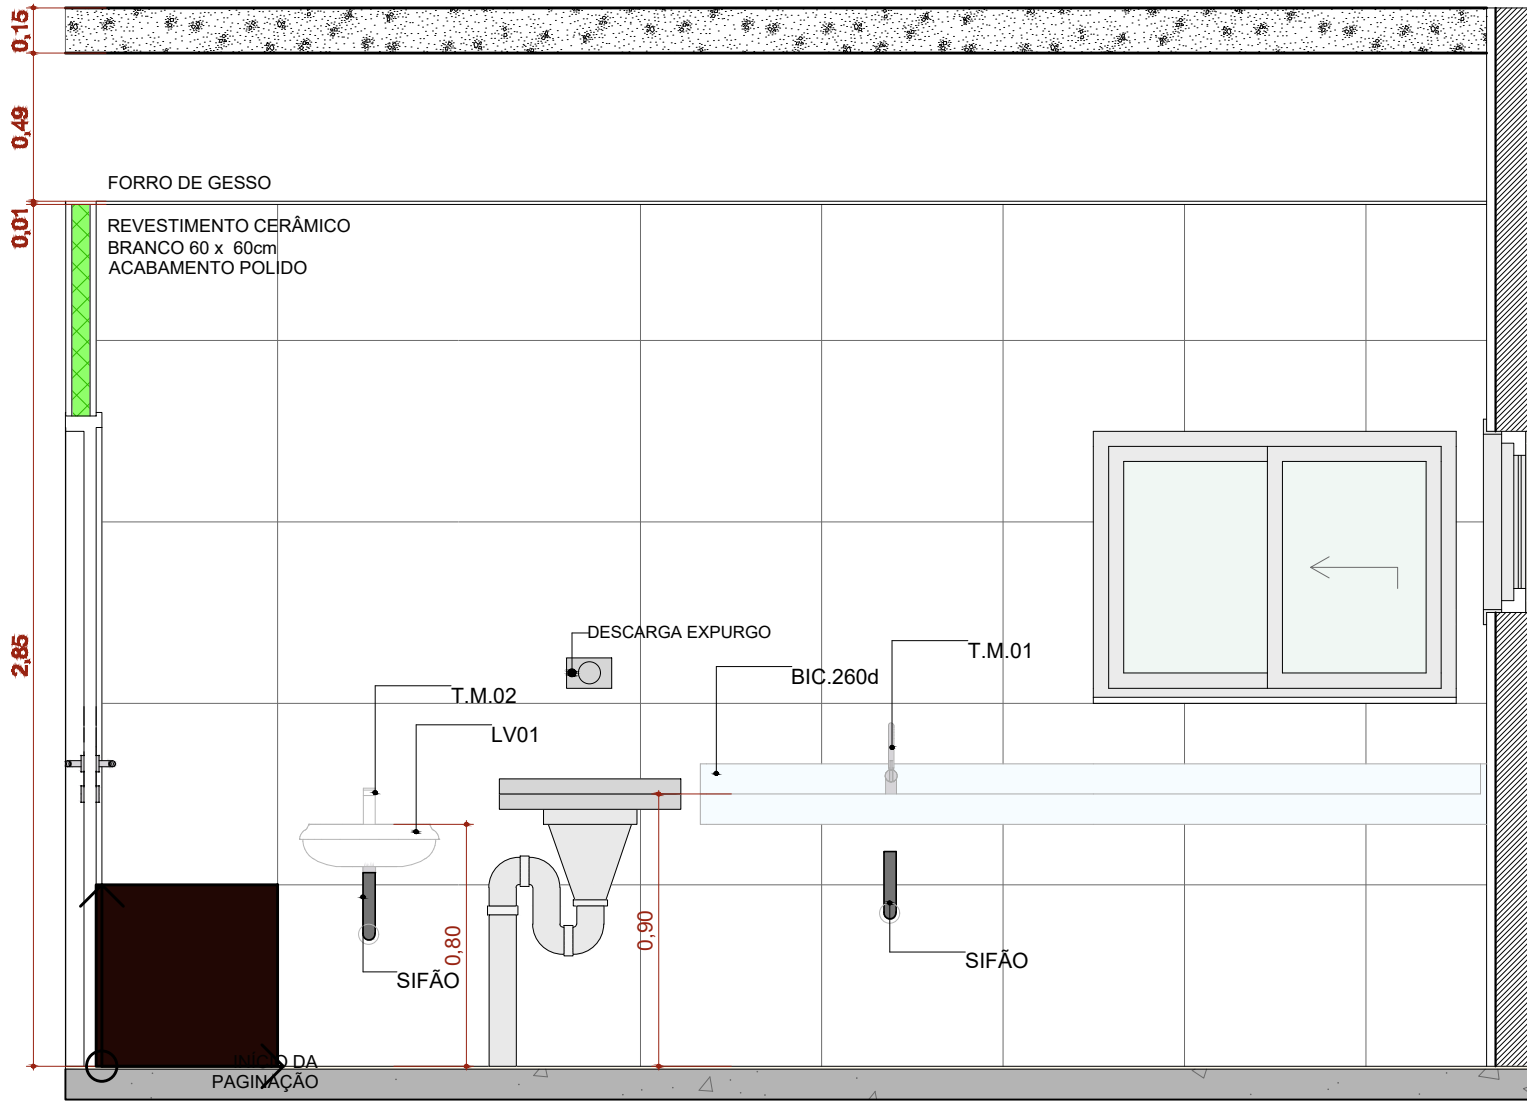 0,15
0,49
FORRO DE GESSO
0,01
REVESTIMENTO CERÂMICO
BRANCO 60 x 60cm
ACABAMENTO POLIDO
2,85
DESCARGA EXPURGO
T.M.01
BIC.260d
T.M.02
LV01
0,80
0,90
SIFÃO
SIFÃO
INÍCIO DA
PAGINAÇÃO